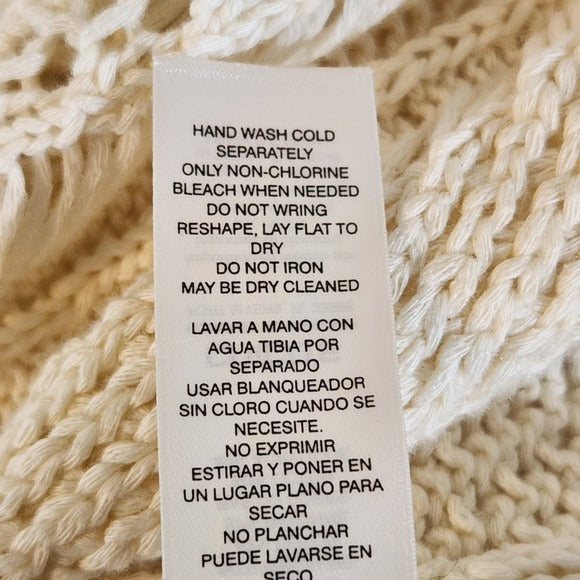 HAND WASH COLD
SEPARATELY
ONLY NON-CHLORINE
BLEACH WHEN NEEDED
DO NOT WRING
RESHAPE, LAY FLAT TO
DRY
DO NOT IRON
MAY BE DRY CLEANED
LAVAR A MANO CON
AGUA TIBIA POR
SEPARADO
USAR BLANQUEADOR
SIN CLORO CUANDO SE
NECESITE.
NO EXPRIMIR
ESTIRAR Y PONER EN
UN LUGAR PLANO PARA
SECAR
NO PLANCHAR
PUEDE LAVARSE EN
SECO